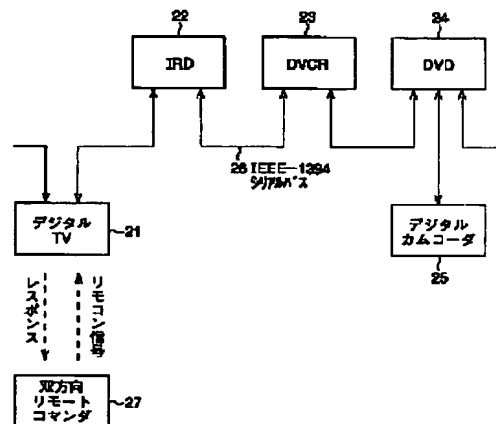 22
23
24
IRD
DVCR
DVD
26 IEEE-1394
シリアルバス
デジタル
TV
21
デジタル
カムコーダ
25
レスポンス
リモコン信号
双方向
リモート
コマンダ
27